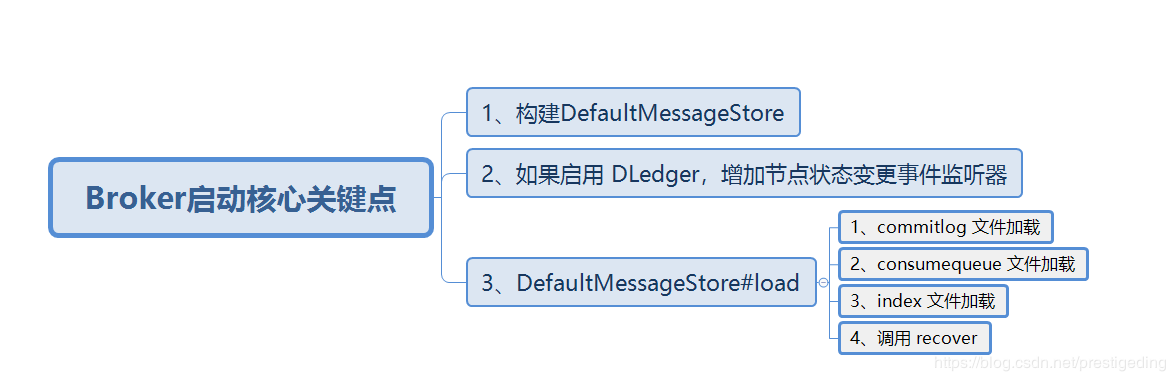 Broker启动核心关键点
1、构建DefaultMessageStore
2、如果启用 DLedger，增加节点状态变更事件监听器
3、DefaultMessageStore#load
1、commitlog 文件加载
2、consumequeue 文件加载
3、index 文件加载
4、调用 recover
https://blog.csdn.net/prestigeding